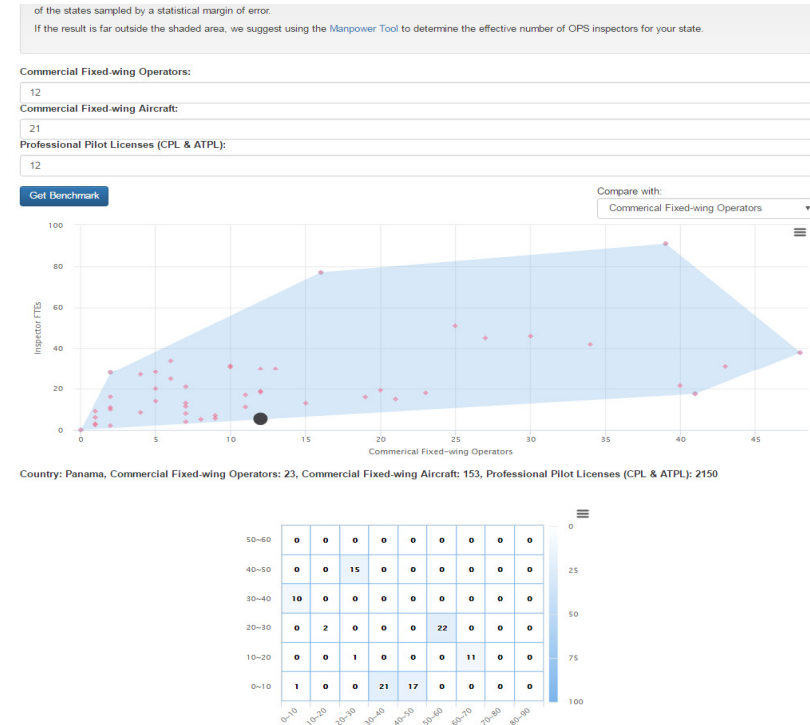 of the states sampled by a statistical margin of error.
If the result is far outside the shaded area, we suggest using the Manpower Tool to determine the effective number of OPS inspectors for your state.
Commercial Fixed-wing Operators:
12
Commercial Fixed-wing Aircraft:
21
Professional Pilot Licenses (CPL & ATPL):
12
Get Benchmark
Compare with:
Commerical Fixed-wing Operators
100
80
60
40
20
0
Inspector FTEs
0 5 10 15 20 25 30 35 40 45
Commerical Fixed-wing Operators
Country: Panama, Commercial Fixed-wing Operators: 23, Commercial Fixed-wing Aircraft: 153, Professional Pilot Licenses (CPL & ATPL): 2150
50~60 0 0 0 0 0 0 0 0 0
40~50 0 0 15 0 0 0 0 0 0
30~40 10 0 0 0 0 0 0 0 0
20~30 0 2 0 0 0 22 0 0 0
10~20 0 0 1 0 0 0 11 0 0
0~10 1 0 0 21 17 0 0 0 0
0~10 10~20 20~30 30~40 40~50 50~60 60~70 70~80 80~90
0
25
50
75
100